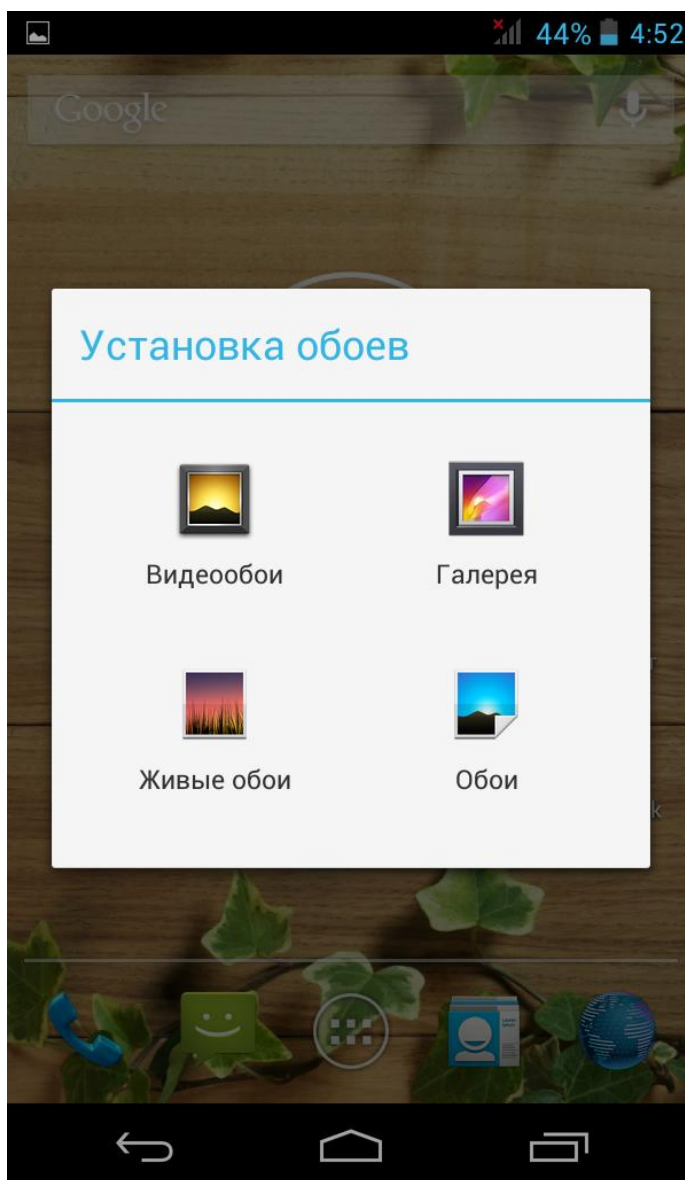 44% 4:52
Google
Установка обоев
Видеообои Галерея
Живые обои Обои